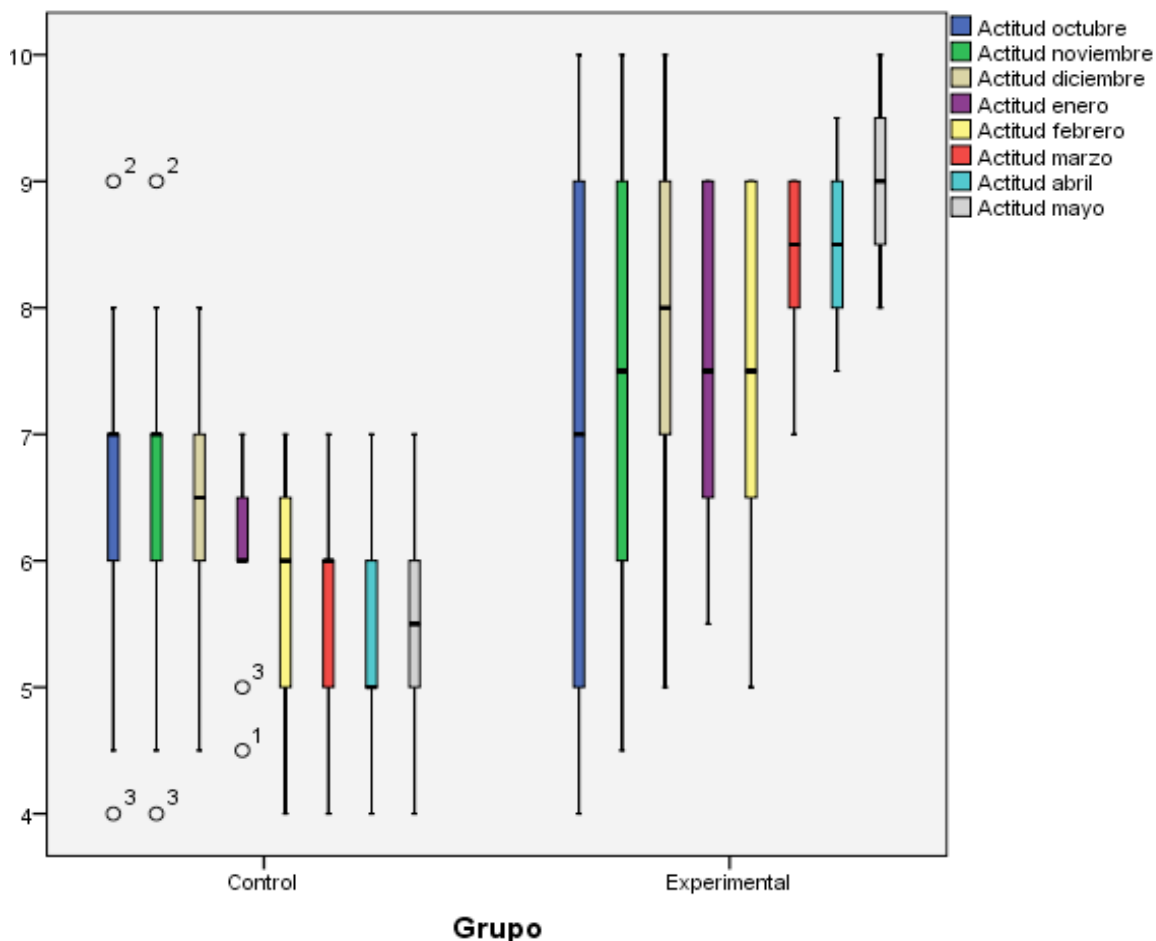 10
9
8
7
6
5
4
2
2
3
1
3
3
Control
Experimental
Grupo
Actitud octubre
Actitud noviembre
Actitud diciembre
Actitud enero
Actitud febrero
Actitud marzo
Actitud abril
Actitud mayo